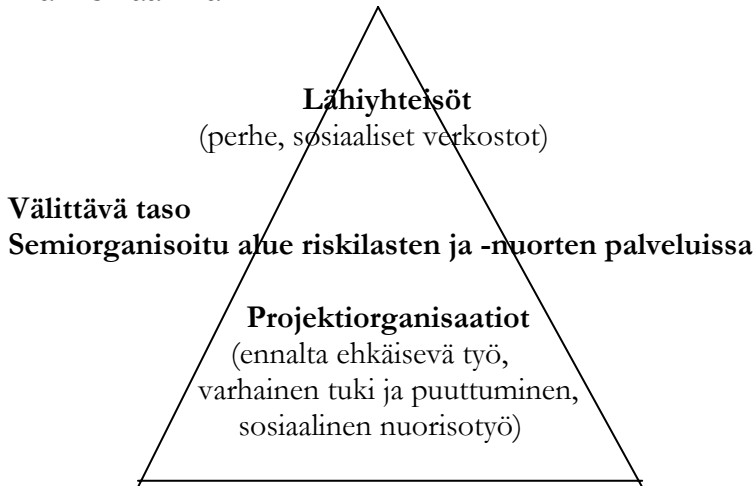 Lähiyhteisöt
(perhe, sosiaaliset verkostot)
Välittävä taso
Semiorganisoitu alue riskilasten ja -nuorten palveluissa
Projektiorganisaatiot
(ennalta ehkäisevä työ,
varhainen tuki ja puuttuminen,
sosiaalinen nuorisotyö)